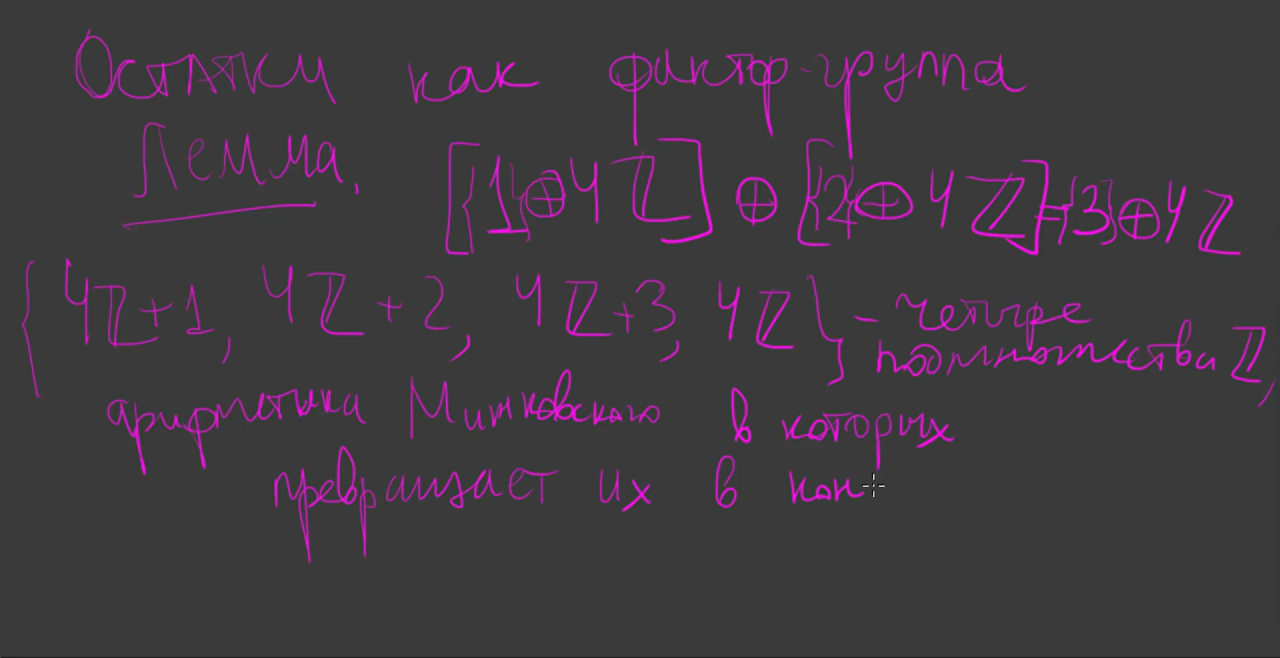 Остатки как фактор-группа
Лемма. [{1}⊕4ℤ] ⊕ [{2}⊕4ℤ]={3}⊕4ℤ
{4ℤ+1, 4ℤ+2, 4ℤ+3, 4ℤ} - четыре
подмножества ℤ,
арифметика Минковского в которых
превращает их в кон